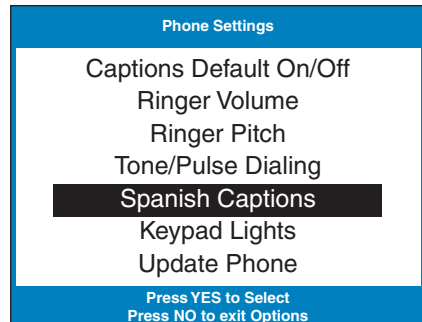 Phone Settings
Captions Default On/Off
Ringer Volume
Ringer Pitch
Tone/Pulse Dialing
Spanish Captions
Keypad Lights
Update Phone
Press YES to Select
Press NO to exit Options